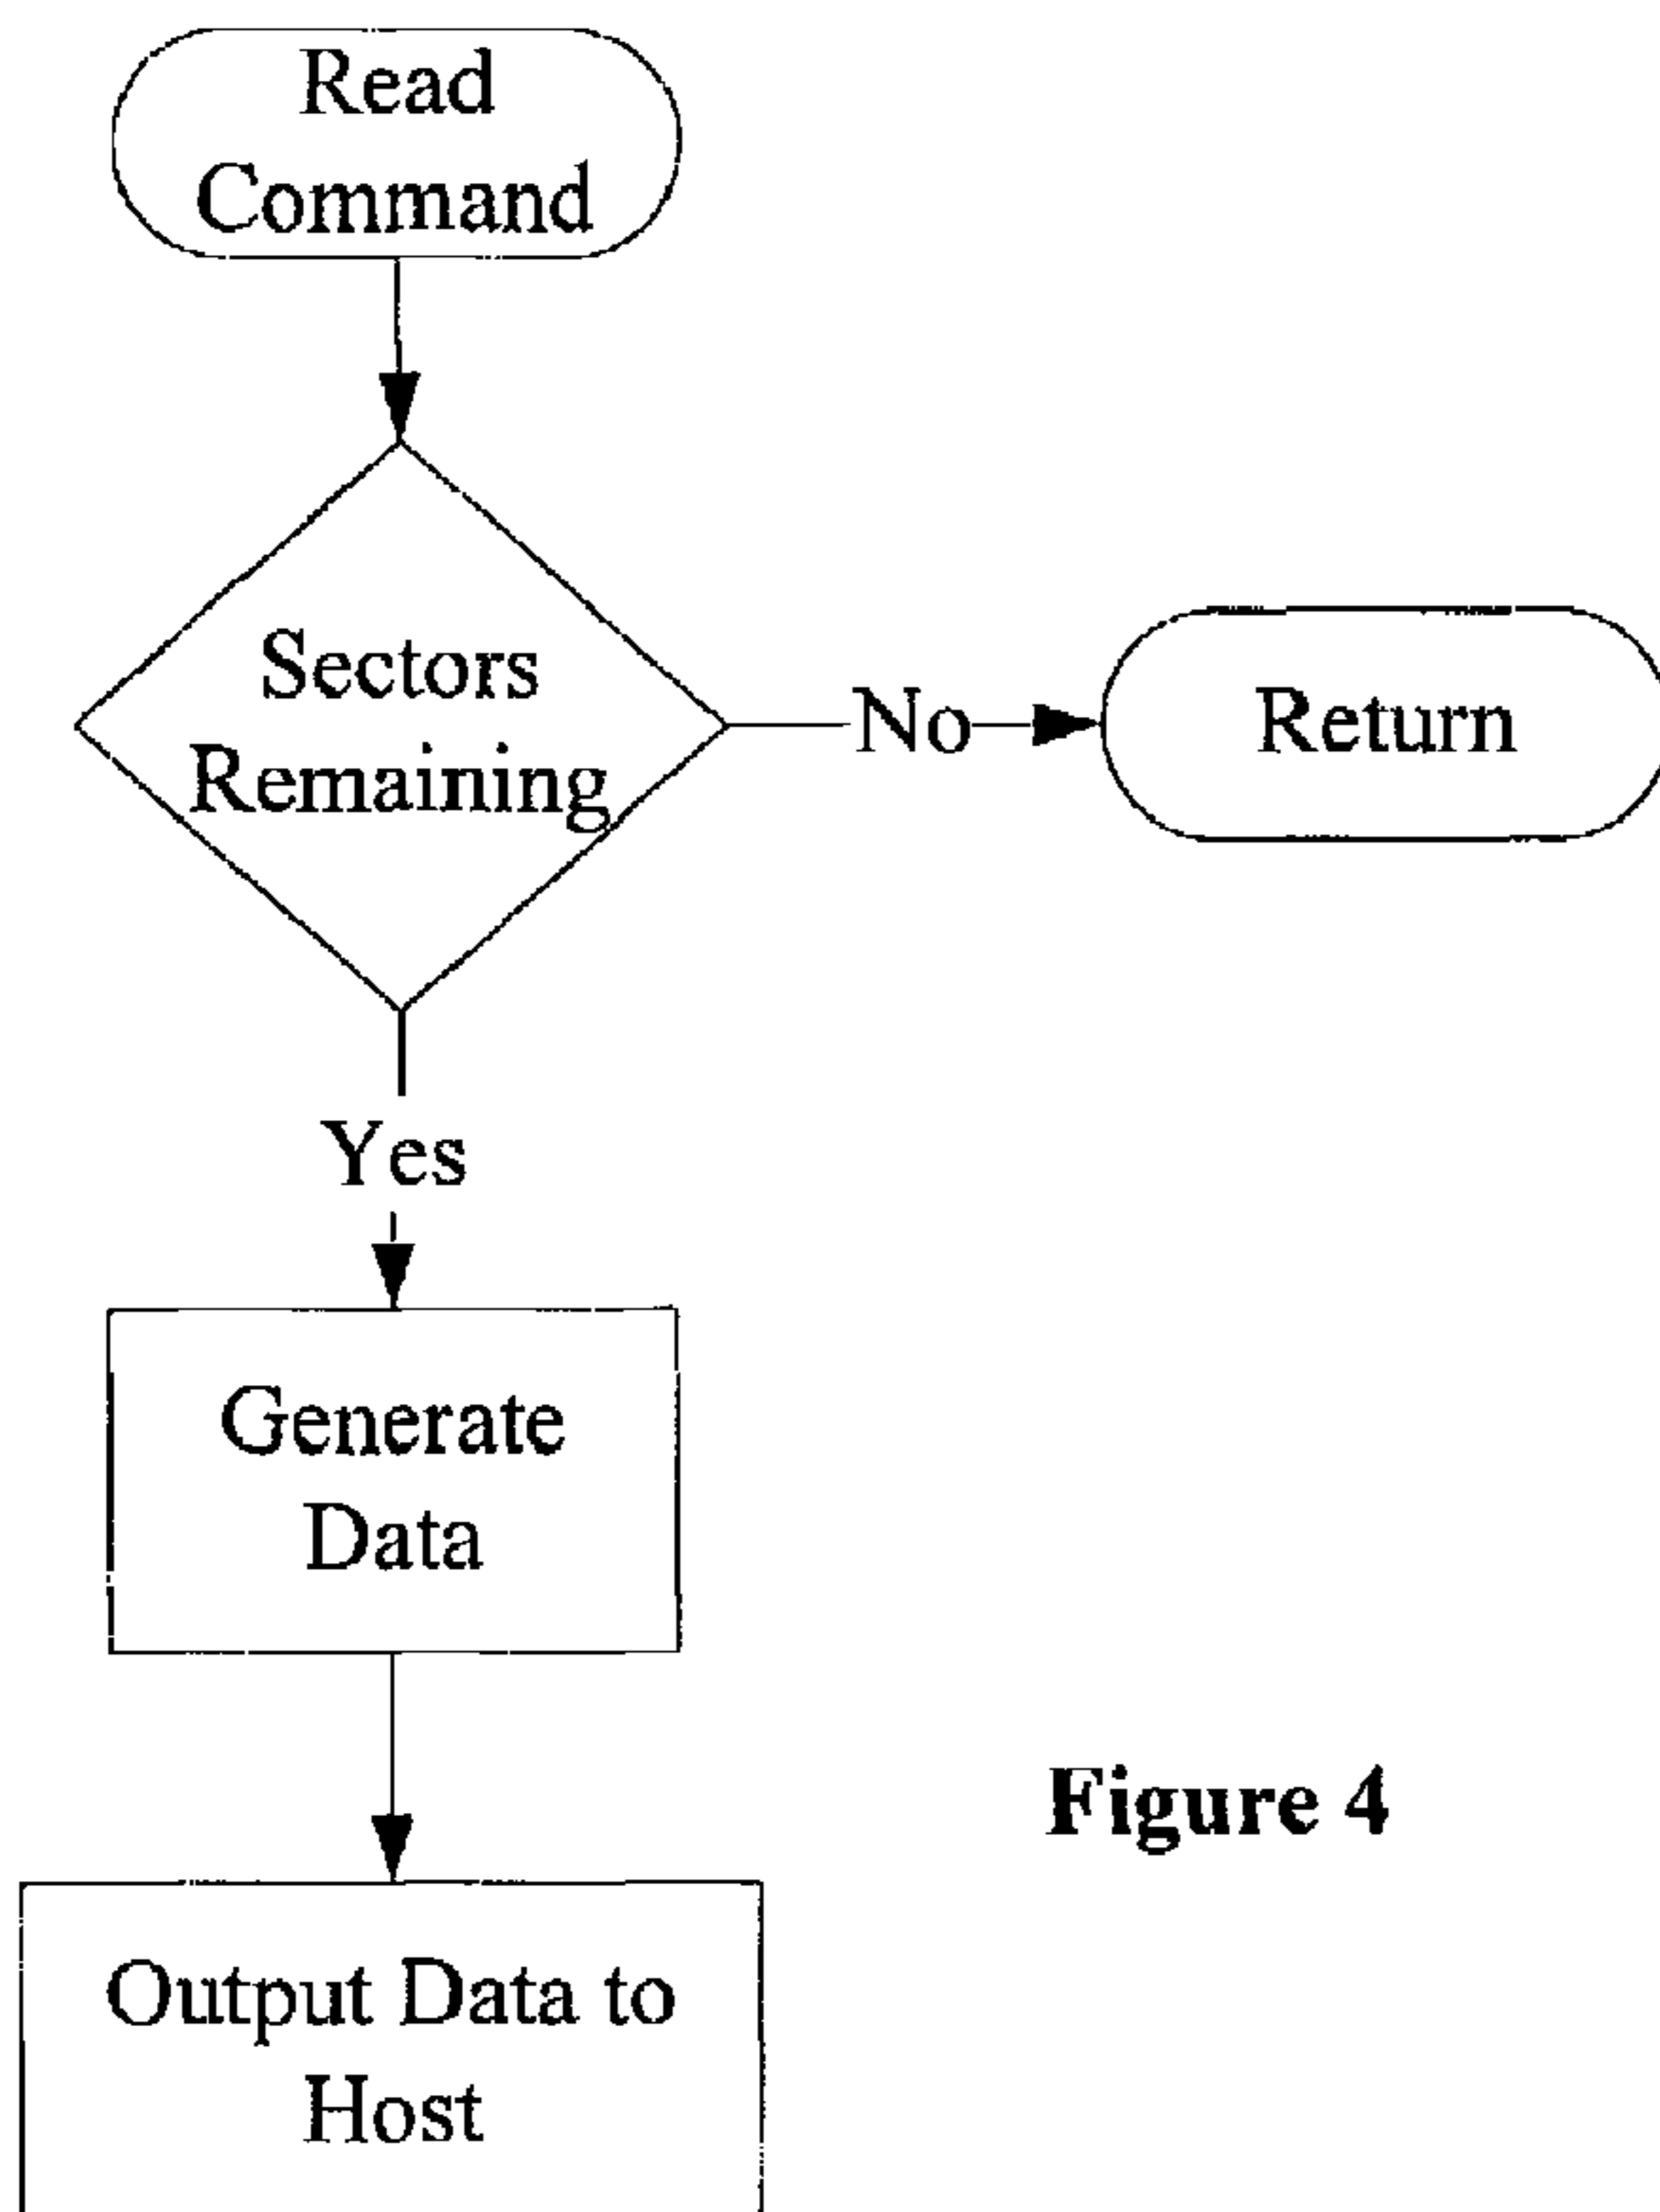 Read
Command
Sectors
Remaining
No
Return
Yes
Generate
Data
Output Data to
Host
Figure 4